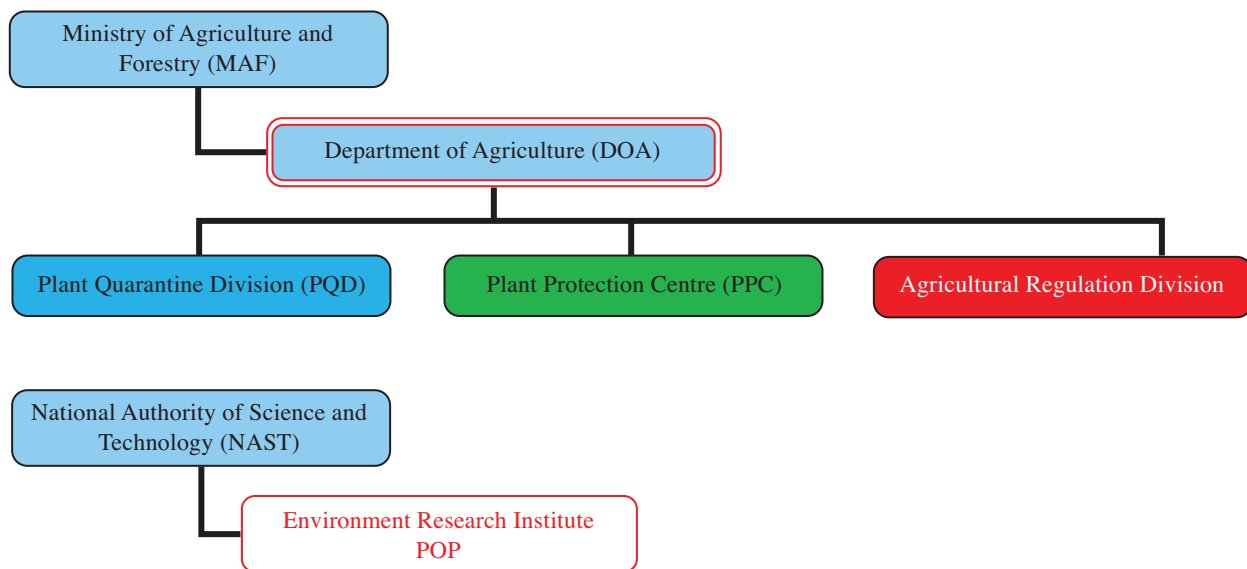 Ministry of Agriculture and
Forestry (MAF)
Department of Agriculture (DOA)
Plant Quarantine Division (PQD)
Plant Protection Centre (PPC)
Agricultural Regulation Division
National Authority of Science and
Technology (NAST)
Environment Research Institute
POP